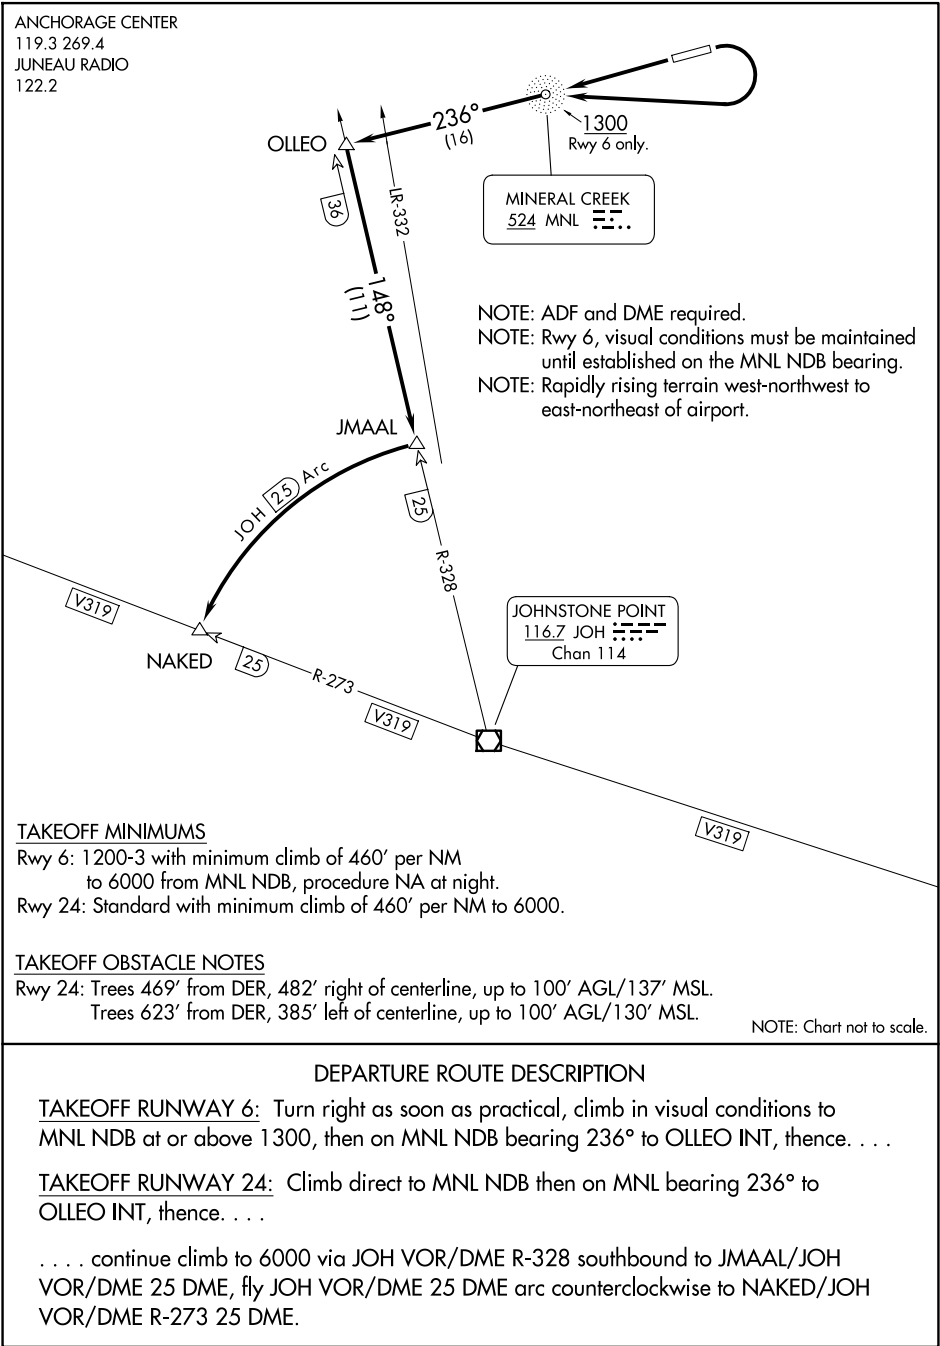 ANCHORAGE CENTER
119.3 269.4
JUNEAU RADIO
122.2
236°
(16)
1300
Rwy 6 only.
OLLEO
36
LR-332
MINERAL CREEK
524 MNL
148°
(11)
NOTE: ADF and DME required.
NOTE: Rwy 6, visual conditions must be maintained
until established on the MNL NDB bearing.
NOTE: Rapidly rising terrain west-northwest to
east-northeast of airport.
JMAAL
JOH 25 Arc
25
R-328
V319
JOHNSTONE POINT
116.7 JOH
Chan 114
NAKED
25
R-273
V319
V319
TAKEOFF MINIMUMS
Rwy 6: 1200-3 with minimum climb of 460' per NM
to 6000 from MNL NDB, procedure NA at night.
Rwy 24: Standard with minimum climb of 460' per NM to 6000.
TAKEOFF OBSTACLE NOTES
Rwy 24: Trees 469' from DER, 482' right of centerline, up to 100' AGL/137' MSL.
Trees 623' from DER, 385' left of centerline, up to 100' AGL/130' MSL.
NOTE: Chart not to scale.
DEPARTURE ROUTE DESCRIPTION
TAKEOFF RUNWAY 6: Turn right as soon as practical, climb in visual conditions to
MNL NDB at or above 1300, then on MNL NDB bearing 236° to OLLEO INT, thence. . . .
TAKEOFF RUNWAY 24: Climb direct to MNL NDB then on MNL bearing 236° to
OLLEO INT, thence. . . .
. . . . continue climb to 6000 via JOH VOR/DME R-328 southbound to JMAAL/JOH
VOR/DME 25 DME, fly JOH VOR/DME 25 DME arc counterclockwise to NAKED/JOH
VOR/DME R-273 25 DME.